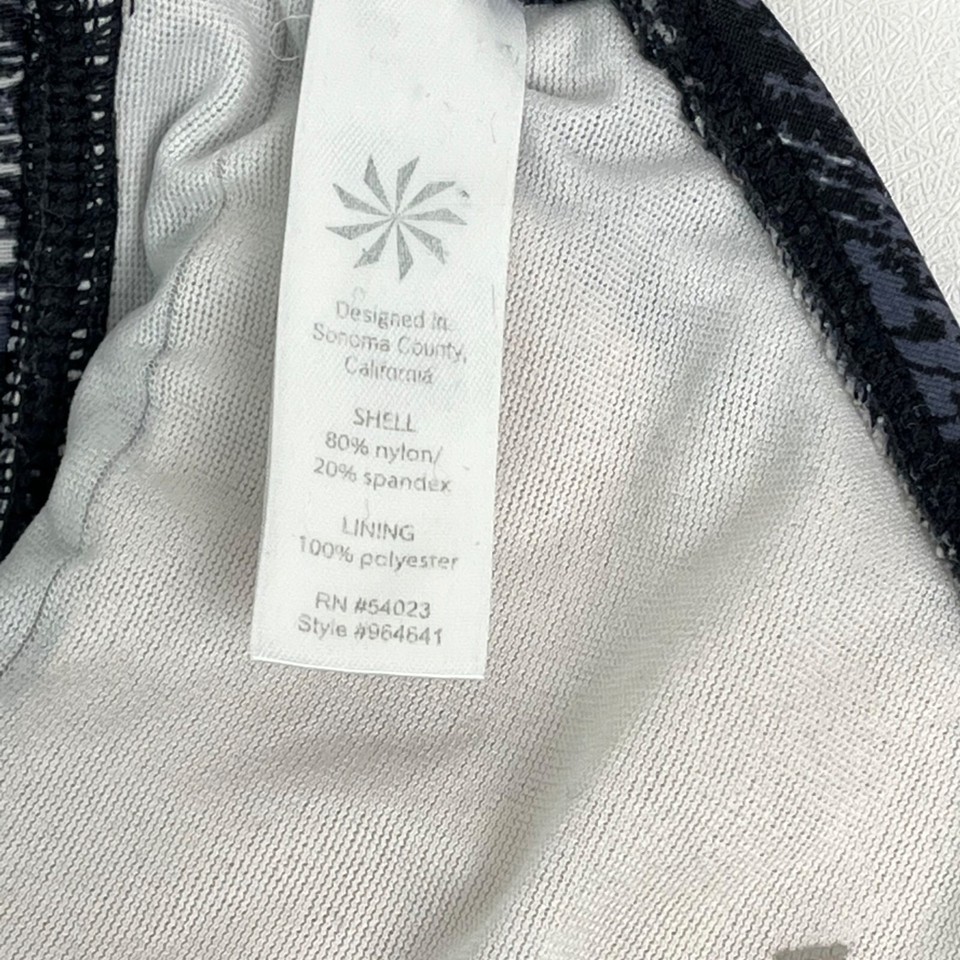 Designed in
Sonoma County,
California
SHELL
80% nylon/
20% spandex
LINING
100% polyester
RN #54023
Style #964641